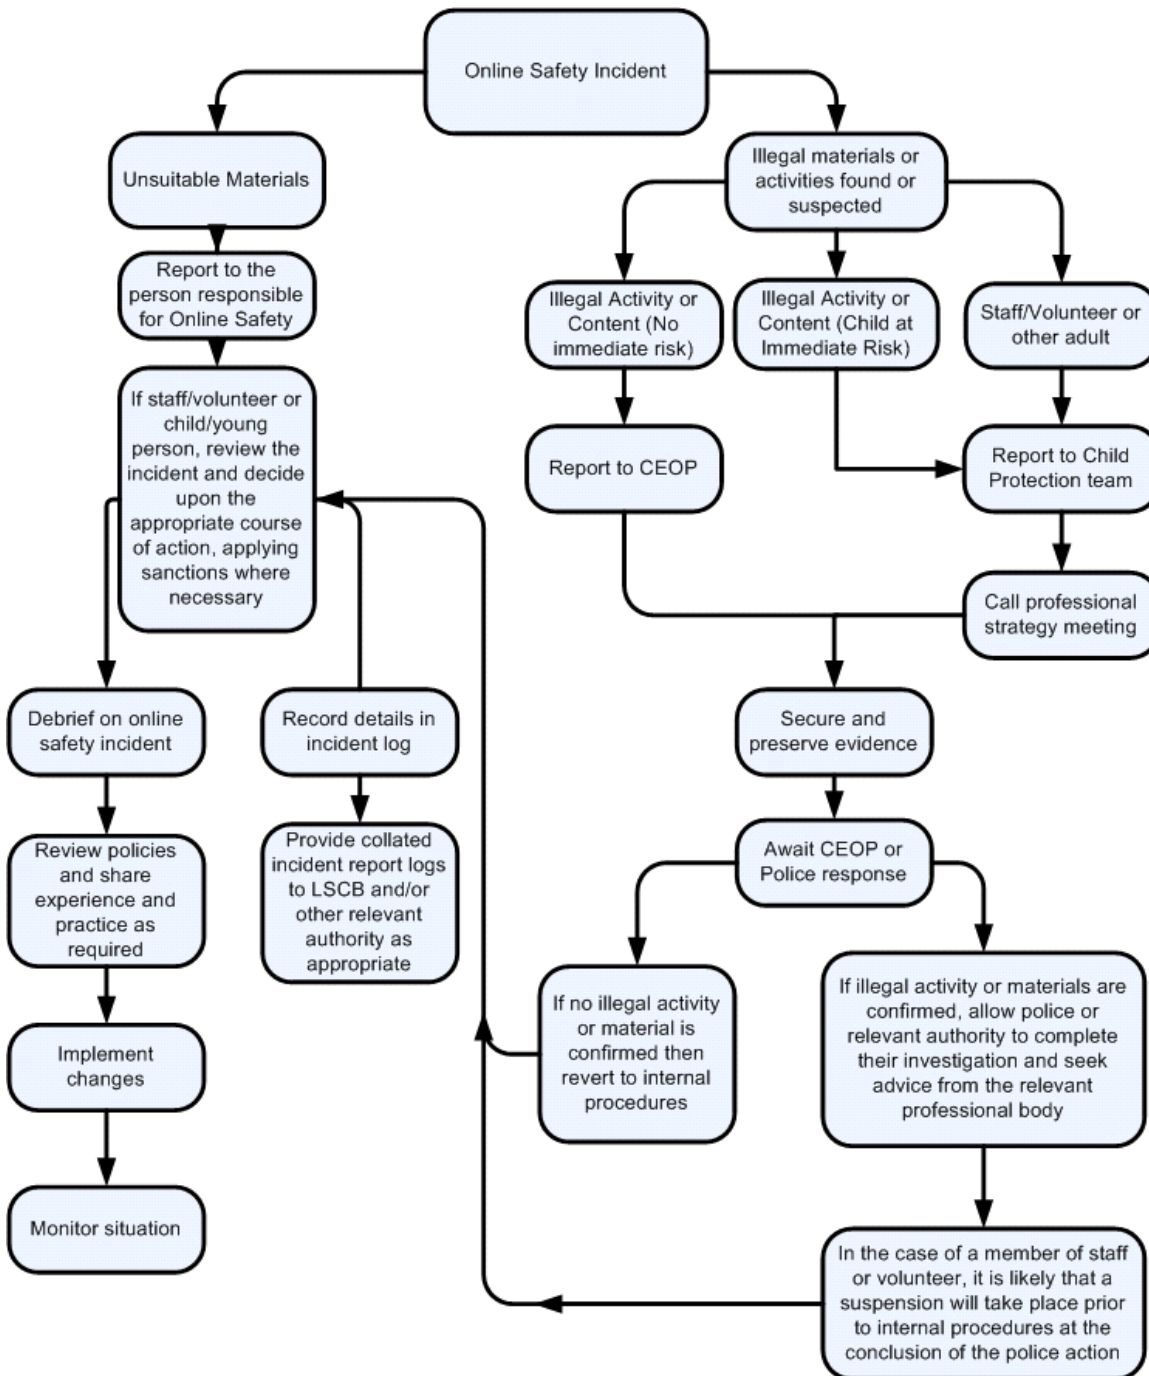 Online Safety Incident
Unsuitable Materials
Report to the
person responsible
for Online Safety
If staff/volunteer or
child/young
person, review the
incident and decide
upon the
appropriate course
of action, applying
sanctions where
necessary
Debrief on online
safety incident
Review policies
and share
experience and
practice as
required
Implement
changes
Monitor situation
Record details in
incident log
Provide collated
incident report logs
to LSCB and/or
other relevant
authority as
appropriate
Illegal materials or
activities found or
suspected
Illegal Activity or
Content (No
immediate risk)
Illegal Activity or
Content (Child at
Immediate Risk)
Staff/Volunteer or
other adult
Report to CEOP
Report to Child
Protection team
Call professional
strategy meeting
Secure and
preserve evidence
Await CEOP or
Police response
If no illegal activity
or material is
confirmed then
revert to internal
procedures
If illegal activity or materials are
confirmed, allow police or
relevant authority to complete
their investigation and seek
advice from the relevant
professional body
In the case of a member of staff
or volunteer, it is likely that a
suspension will take place prior
to internal procedures at the
conclusion of the police action